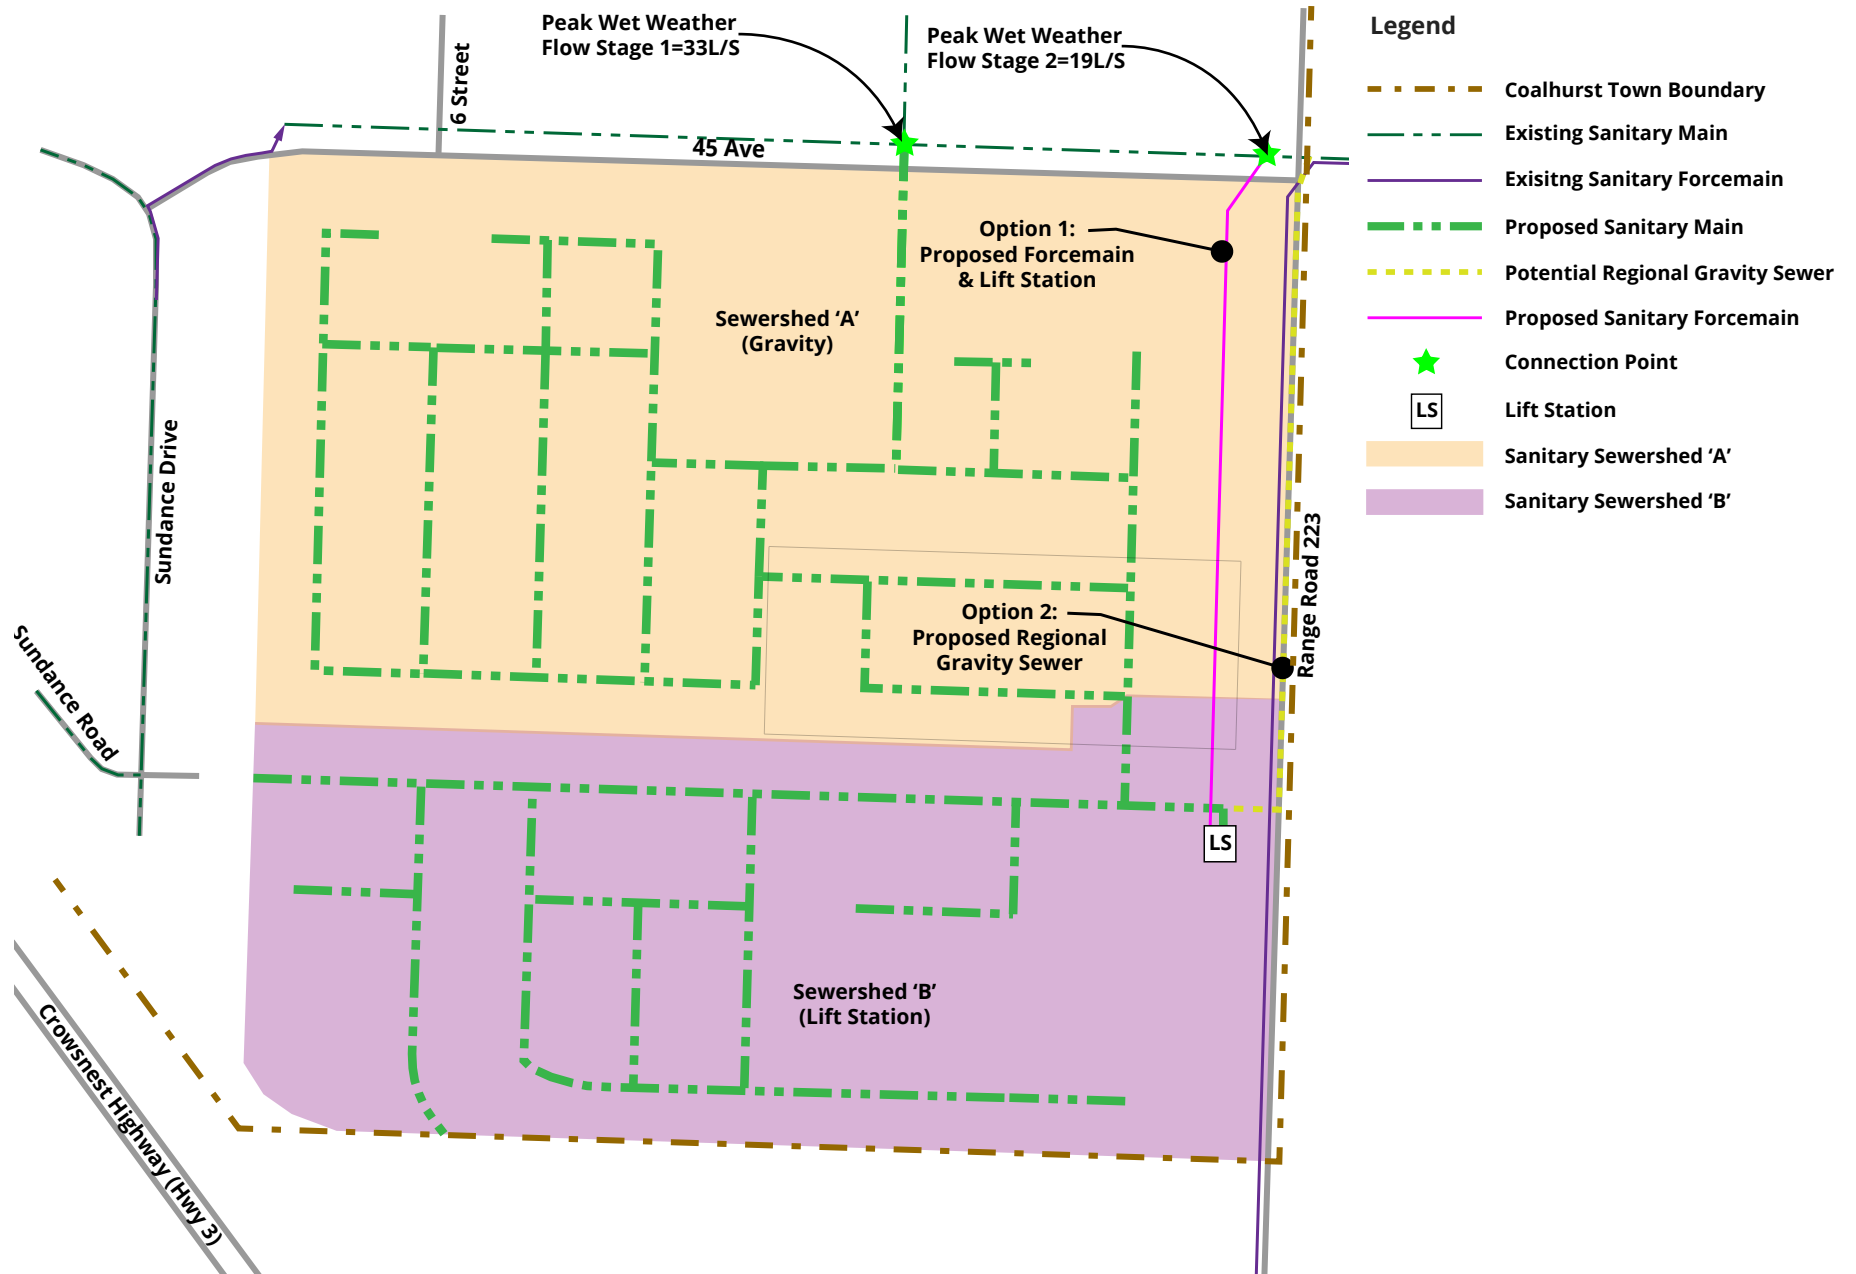 Peak Wet Weather
Flow Stage 1=33L/S
Peak Wet Weather
Flow Stage 2=19L/S
6 Street
45 Ave
Option 1:
Proposed Forcemain
& Lift Station
Sewershed ‘A’
(Gravity)
Sundance Drive
Range Road 223
Option 2:
Proposed Regional
Gravity Sewer
Sundance Road
LS
Sewershed ‘B’
(Lift Station)
Crowsnest Highway (Hwy 3)
Legend
Coalhurst Town Boundary
Existing Sanitary Main
Exisitng Sanitary Forcemain
Proposed Sanitary Main
Potential Regional Gravity Sewer
Proposed Sanitary Forcemain
Connection Point
LS Lift Station
Sanitary Sewershed ‘A’
Sanitary Sewershed ‘B’